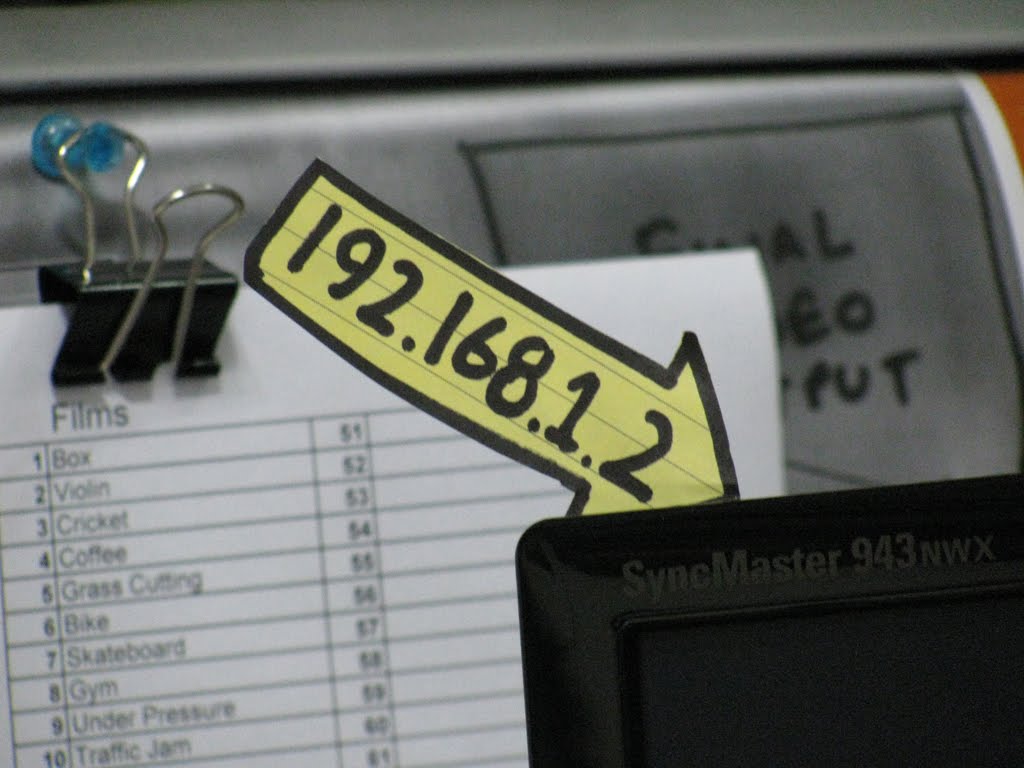 192.168.1.2
Films
1 Box 51
2 Violin 52
3 Cricket 53
4 Coffee 54
5 Grass Cutting 55
6 Bike 56
7 Skateboard 57
8 Gym 58
9 Under Pressure 59
10 Traffic Jam 60
61
SyncMaster 943NWX